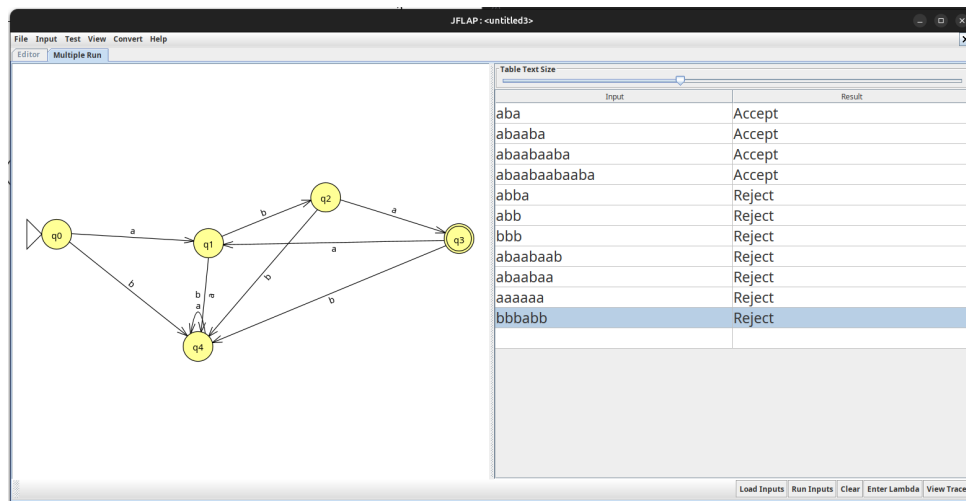 JFLAP : <untitled3>
File Input Test View Convert Help
Editor Multiple Run
Table Text Size
Input Result
aba Accept
abaaba Accept
abaabaaba Accept
abaabaabaaba Accept
abba Reject
abb Reject
bbb Reject
abaabaab Reject
abaabaa Reject
aaaaaa Reject
bbbabb Reject
q0
q1
q2
q3
q4
a
b
b
a
a
b
b
a
b
a
Load Inputs Run Inputs Clear Enter Lambda View Trace